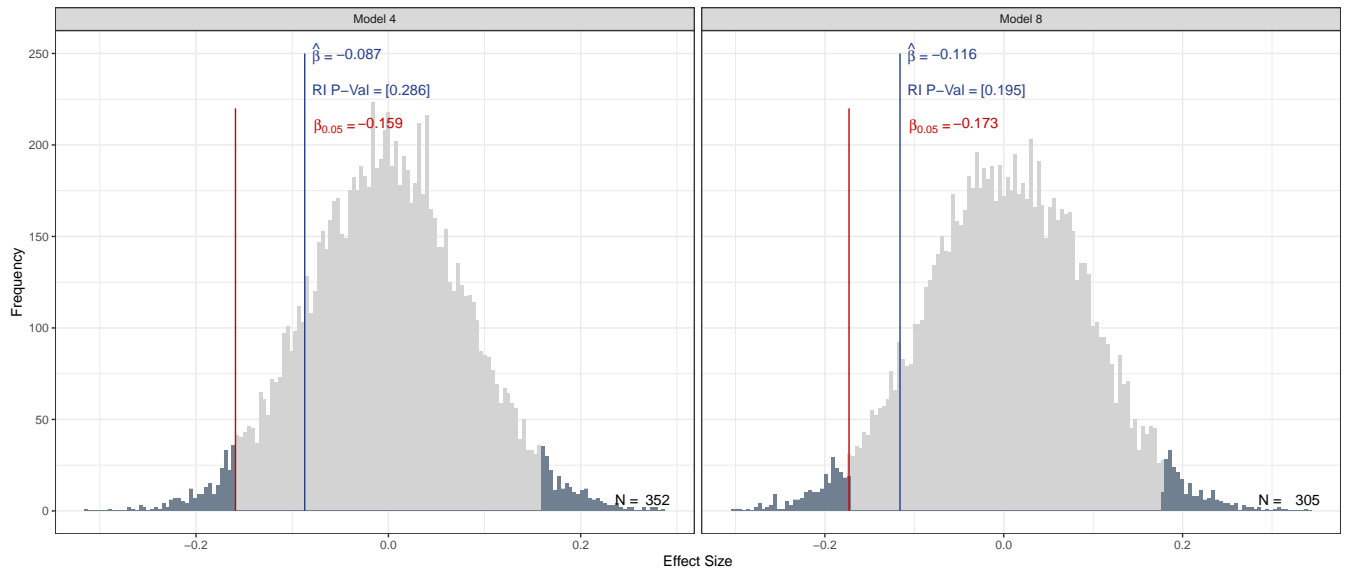 Model 4
Model 8
β̂ = −0.087
RI P−Val = [0.286]
β0.05 = −0.159
N = 352
β̂ = −0.116
RI P−Val = [0.195]
β0.05 = −0.173
N = 305
Frequency
250
200
150
100
50
0
−0.2
0.0
0.2
−0.2
0.0
0.2
Effect Size